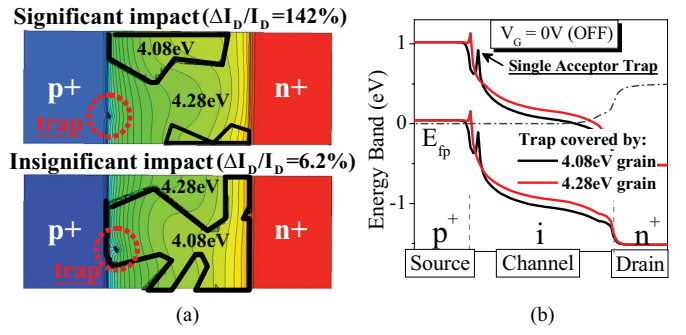 Significant impact (ΔI_D/I_D=142%)
4.08eV
p+
4.28eV
n+
trap
Insignificant impact (ΔI_D/I_D=6.2%)
4.28eV
p+
4.08eV
n+
trap
(a)
V_G = 0V (OFF)
Single Acceptor Trap
Energy Band (eV)
1
0
-1
E_fp
Trap covered by:
4.08eV grain
4.28eV grain
p⁺
i
n⁺
Source
Channel
Drain
(b)